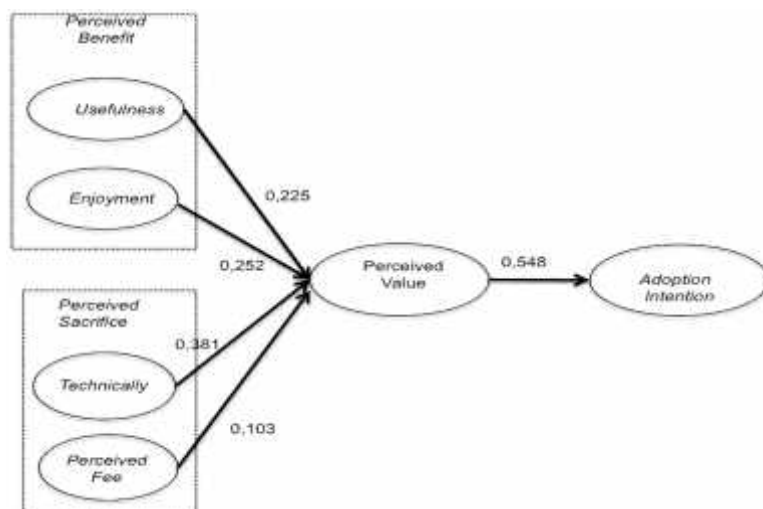 Perceived
Benefit
Usefulness
Enjoyment
0,225
0,252
Perceived
Value
0,548
Adoption
Intention
Perceived
Sacrifice
0,381
Technically
0,103
Perceived
Fee